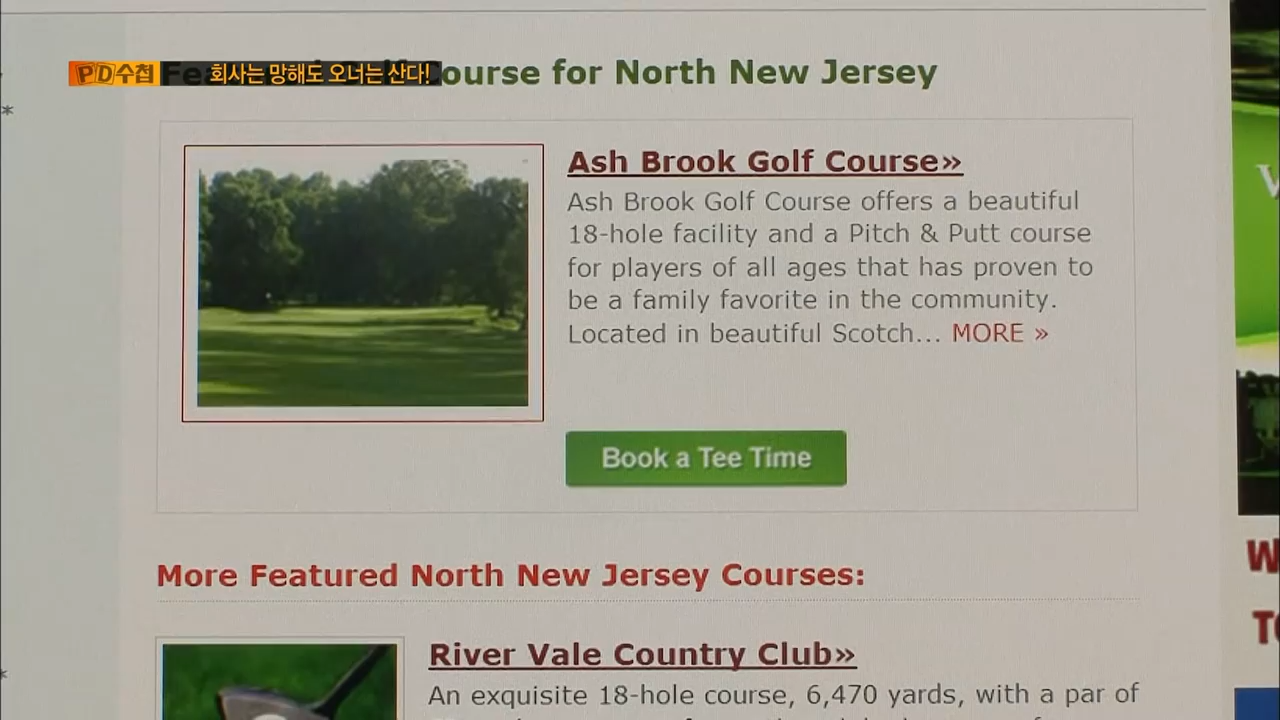 PD수첩 회사는 망해도 오너는 산다!
Course for North New Jersey
Ash Brook Golf Course»
Ash Brook Golf Course offers a beautiful
18-hole facility and a Pitch & Putt course
for players of all ages that has proven to
be a family favorite in the community.
Located in beautiful Scotch... MORE »
Book a Tee Time
More Featured North New Jersey Courses:
River Vale Country Club»
An exquisite 18-hole course, 6,470 yards, with a par of